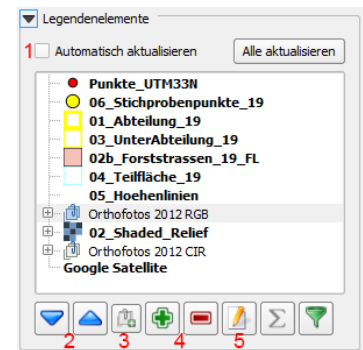 Legendenelemente
1 Automatisch aktualisieren Alle aktualisieren
Punkte_UTM33N
06_Stichprobenpunkte_19
01_Abteilung_19
03_UnterAbteilung_19
02b_Forststrassen_19_FL
04_Teilfläche_19
05_Hoehenlinien
Orthofotos 2012 RGB
02_Shaded_Relief
Orthofotos 2012 CIR
Google Satellite
Σ
2 3 4 5